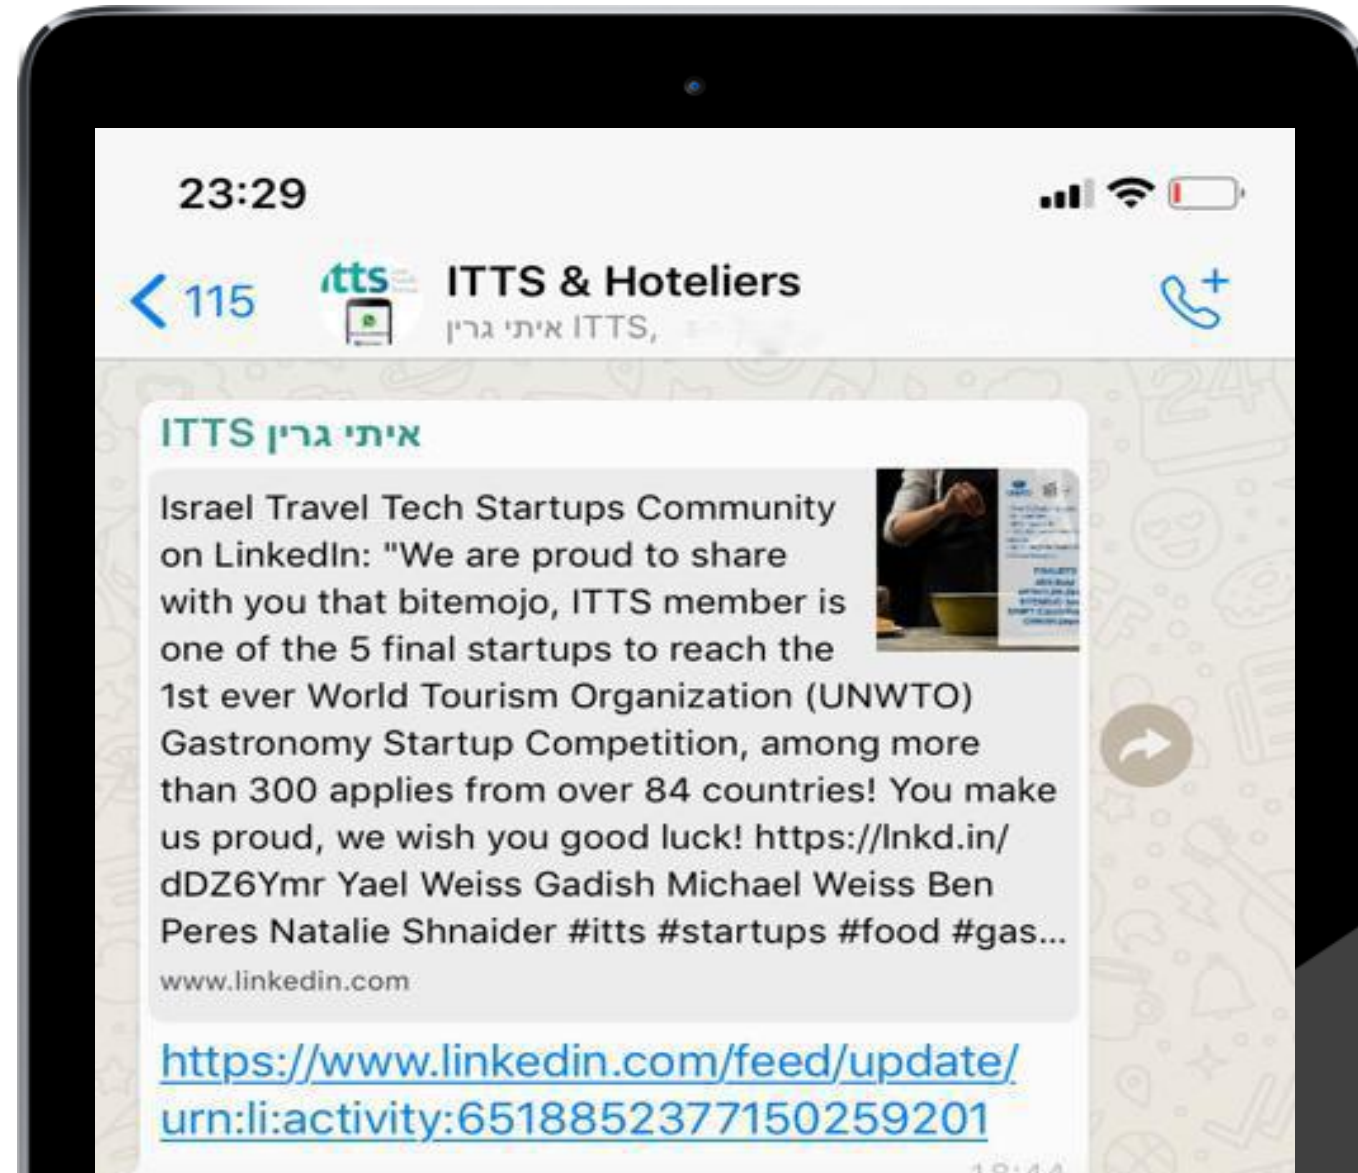 23:29
115
itts
ITTS & Hoteliers
איתי גרין ITTS,
איתי גרין ITTS
Israel Travel Tech Startups Community
on LinkedIn: "We are proud to share
with you that bitemojo, ITTS member is
one of the 5 final startups to reach the
1st ever World Tourism Organization (UNWTO)
Gastronomy Startup Competition, among more
than 300 applies from over 84 countries! You make
us proud, we wish you good luck! https://lnkd.in/
dDZ6Ymr Yael Weiss Gadish Michael Weiss Ben
Peres Natalie Shnaider #itts #startups #food #gas...
www.linkedin.com
https://www.linkedin.com/feed/update/
urn:li:activity:6518852377150259201
18:44